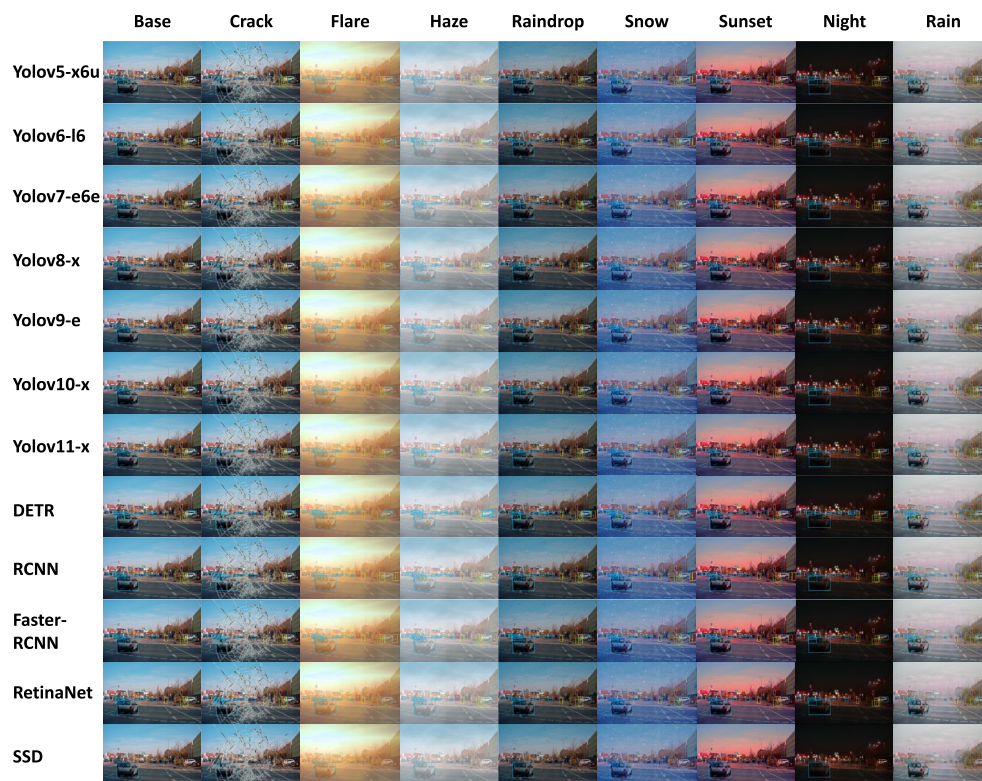 Base Crack Flare Haze Raindrop Snow Sunset Night Rain
Yolov5-x6u
Yolov6-l6
Yolov7-e6e
Yolov8-x
Yolov9-e
Yolov10-x
Yolov11-x
DETR
RCNN
Faster-
RCNN
RetinaNet
SSD